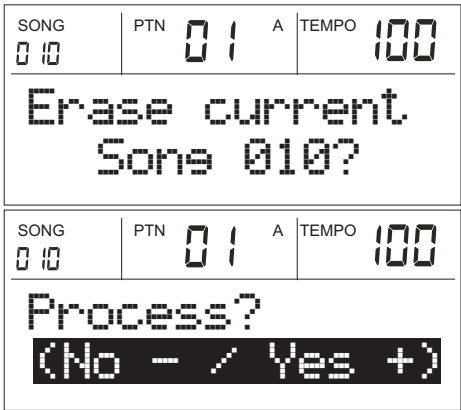 SONG PTN 01 A TEMPO 100
010
Erase current
Song 010?
SONG PTN 01 A TEMPO 100
010
Process?
(No - / Yes +)